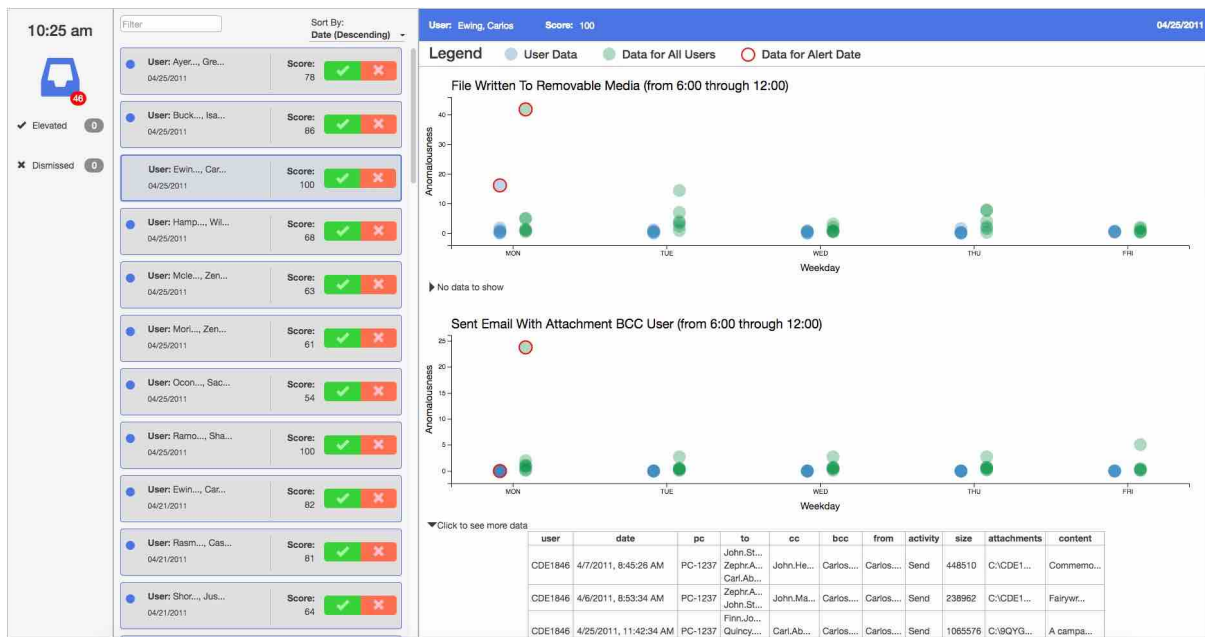 10:25 am
46
Elevated 0
Dismissed 0
Filter
Sort By:
Date (Descending)
User: Ayer..., Gre... Score:
04/25/2011 78
User: Buck..., Isa... Score:
04/25/2011 86
User: Ewin..., Car... Score:
04/25/2011 100
User: Hamp..., Wil... Score:
04/25/2011 68
User: Mcle..., Zen... Score:
04/25/2011 63
User: Mori..., Zen... Score:
04/25/2011 61
User: Ocon..., Sac... Score:
04/25/2011 54
User: Ramo..., Sha... Score:
04/25/2011 100
User: Ewin..., Car... Score:
04/21/2011 82
User: Rasm..., Cas... Score:
04/21/2011 81
User: Shor..., Jus... Score:
04/21/2011 64
User: Ewing, Carlos Score: 100 04/25/2011
Legend User Data Data for All Users Data for Alert Date
File Written To Removable Media (from 6:00 through 12:00)
Anomalousness
40
30
20
10
0
MON TUE WED THU FRI
Weekday
No data to show
Sent Email With Attachment BCC User (from 6:00 through 12:00)
Anomalousness
25
20
15
10
5
0
MON TUE WED THU FRI
Weekday
Click to see more data
user date pc to cc bcc from activity size attachments content
John.St...
CDE1846 4/7/2011, 8:45:26 AM PC-1237 Zephr.A... John.He... Carlos.... Carlos.... Send 448510 C:\CDE1... Commemo...
Carl.Ab...
Zephr.A...
CDE1846 4/6/2011, 8:53:34 AM PC-1237 John.Ma... Carlos.... Carlos.... Send 238962 C:\CDE1... Fairywr...
John.St...
Finn.Jo...
CDE1846 4/25/2011, 11:42:34 AM PC-1237 Quincy.... Carl.Ab... Carlos.... Carlos.... Send 1065576 C:\9QYG... A campa...